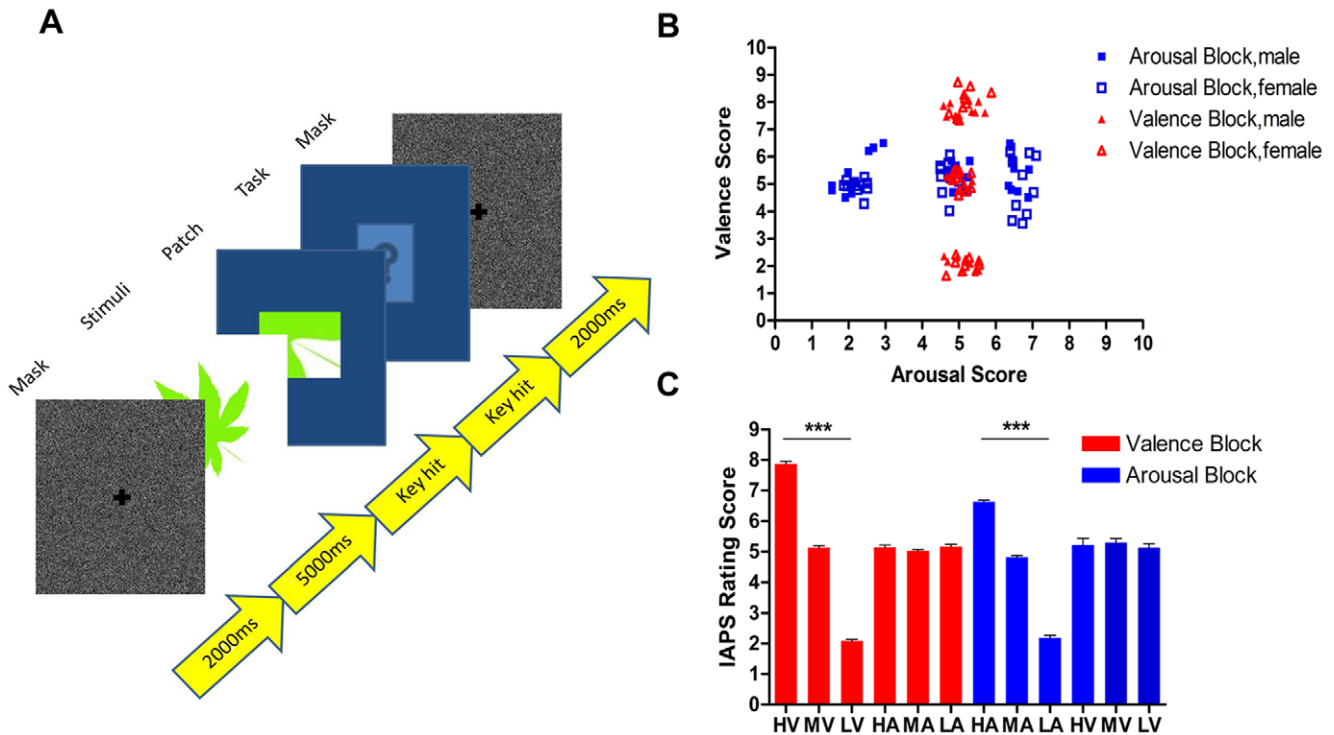 A
Mask
Stimuli
Patch
Task
Mask
?
2000ms
5000ms
Key hit
Key hit
2000ms
B
Valence Score
10
9
8
7
6
5
4
3
2
1
0
0 1 2 3 4 5 6 7 8 9 10
Arousal Score
Arousal Block,male
Arousal Block,female
Valence Block,male
Valence Block,female
C
IAPS Rating Score
9
8
7
6
5
4
3
2
1
0
*** ***
Valence Block
Arousal Block
HV MV LV HA MA LA HA MA LA HV MV LV